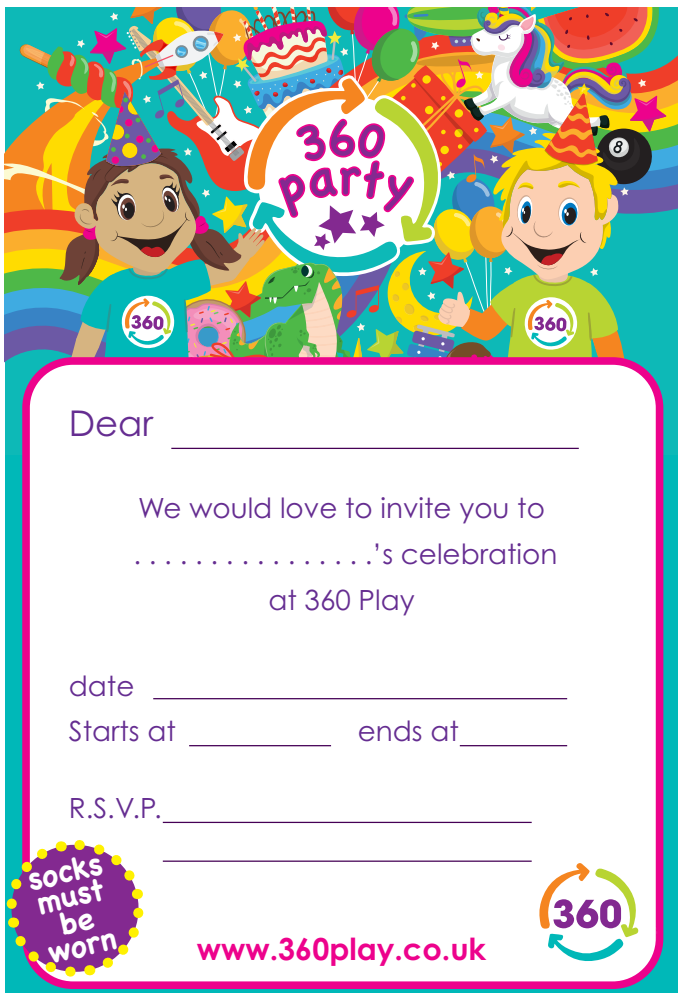 360
party
8
360
360
Dear
We would love to invite you to
. . . . . . . . . . . . . . . .'s celebration
at 360 Play
date
Starts at ends at
R.S.V.P.
socks
must
be
worn
www.360play.co.uk
360